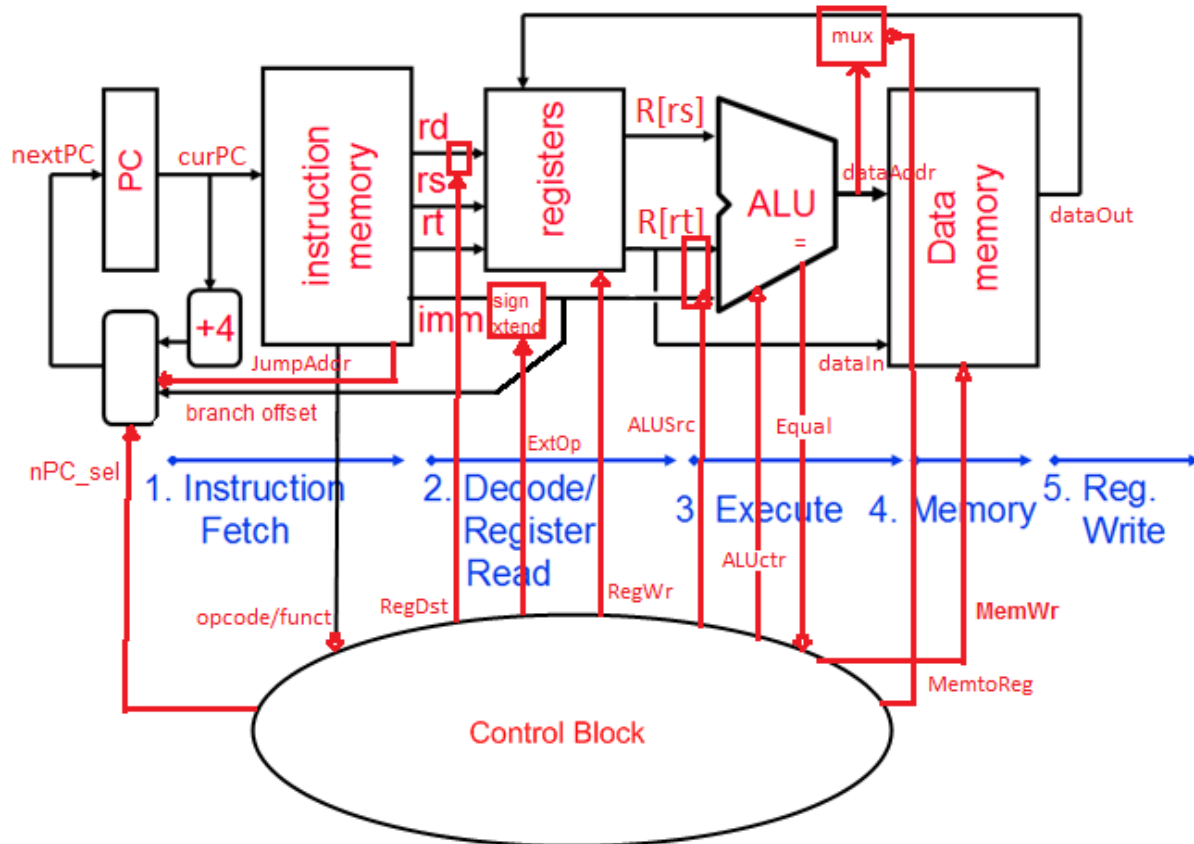 mux
rd
R[rs]
nextPC
PC
curPC
instruction
memory
rs
registers
ALU
dataAddr
Data
memory
dataOut
rt
R[rt]
=
+4
imm
sign
xtend
JumpAddr
dataIn
branch offset
ALUSrc
Equal
ExtOp
nPC_sel
1. Instruction
Fetch
2. Decode/
Register
Read
3. Execute
4. Memory
5. Reg.
Write
ALUctr
RegWr
RegDst
opcode/funct
MemWr
MemtoReg
Control Block